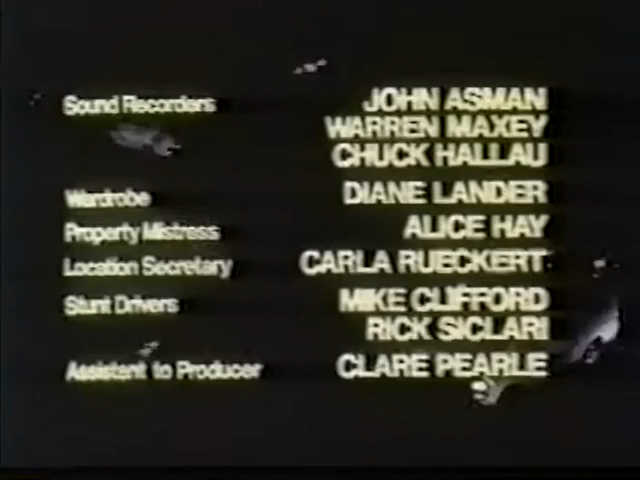 Sound Recorders JOHN ASMAN
WARREN MAXEY
CHUCK HALLAU
Wardrobe DIANE LANDER
Property Mistress ALICE HAY
Location Secretary CARLA RUECKERT
Stunt Drivers MIKE CLIFFORD
RICK SICLARI
Assistant to Producer CLARE PEARLE